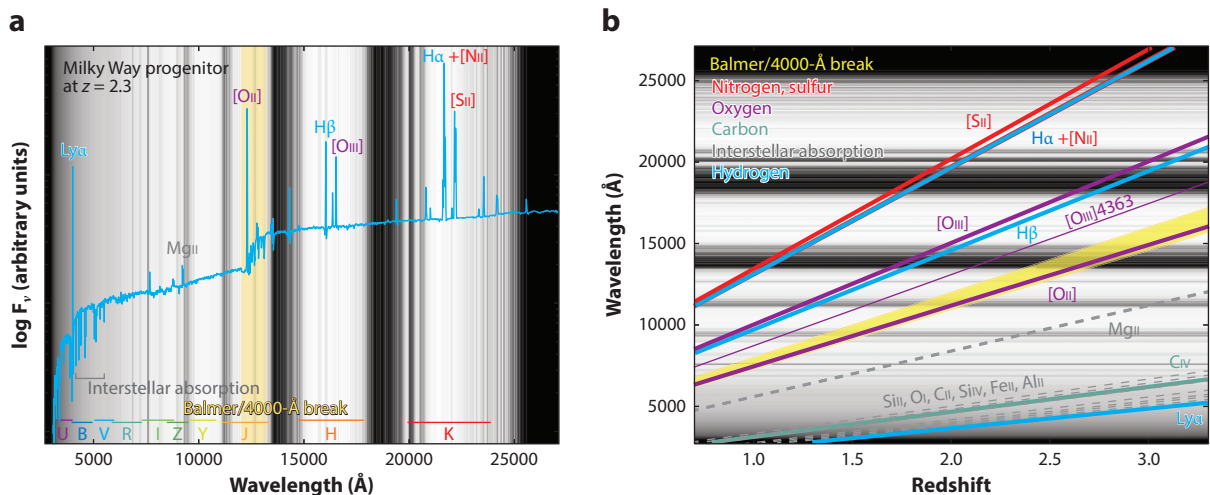 a
Milky Way progenitor
at z = 2.3
Lyα
MgII
[OII]
Hβ
[OIII]
Hα +[NII]
[SII]
Interstellar absorption
Balmer/4000-Å break
U B V R I Z Y J H K
5000 10000 15000 20000 25000
Wavelength (Å)
log Fν (arbitrary units)
b
Balmer/4000-Å break
Nitrogen, sulfur
Oxygen
Carbon
Interstellar absorption
Hydrogen
[SII]
Hα +[NII]
[OIII]
Hβ
[OIII]4363
[OII]
MgII
CIV
SiII, OI, CII, SiIV, FeII, AlII
Lyα
25000
20000
15000
10000
5000
Wavelength (Å)
1.0 1.5 2.0 2.5 3.0
Redshift